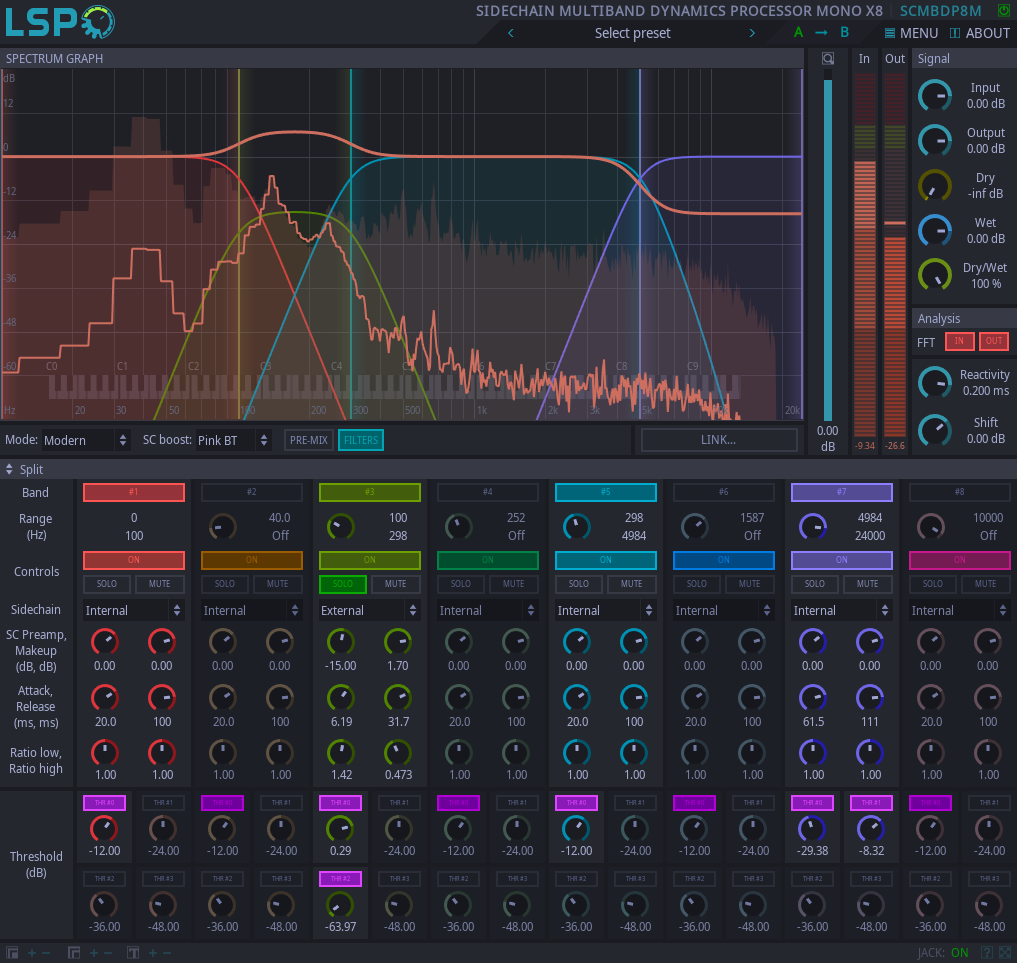 LSP
SIDECHAIN MULTIBAND DYNAMICS PROCESSOR MONO X8 SCMBDP8M
< Select preset > A → B MENU ABOUT
SPECTRUM GRAPH In Out Signal
dB
12
0
-12
-24
-36
-48
-60
C0 C1 C2 C3 C4 C7 C8 C9
Hz 20 30 50 100 200 300 500 1k 2k 3k 5k 20k
Input
0.00 dB
Output
0.00 dB
Dry
-inf dB
Wet
0.00 dB
Dry/Wet
100 %
Analysis
FFT IN OUT
Reactivity
0.200 ms
Shift
0.00 dB
0.00
dB
-9.34 -26.6
Mode: Modern SC boost: Pink BT PRE-MIX FILTERS LINK...
Split
Band #1 #2 #3 #4 #5 #6 #7 #8
Range
(Hz)
0 40.0 100 252 298 1587 4984 10000
100 Off 298 Off 4984 Off 24000 Off
Controls
ON ON ON ON ON ON ON ON
SOLO MUTE SOLO MUTE SOLO MUTE SOLO MUTE SOLO MUTE SOLO MUTE SOLO MUTE SOLO MUTE
Sidechain Internal Internal External Internal Internal Internal Internal Internal
SC Preamp,
Makeup
(dB, dB)
0.00 0.00 0.00 0.00 -15.00 1.70 0.00 0.00 0.00 0.00 0.00 0.00 0.00 0.00 0.00 0.00
Attack,
Release
(ms, ms)
20.0 100 20.0 100 6.19 31.7 20.0 100 20.0 100 20.0 100 61.5 111 20.0 100
Ratio low,
Ratio high
1.00 1.00 1.00 1.00 1.42 0.473 1.00 1.00 1.00 1.00 1.00 1.00 1.00 1.00 1.00 1.00
Threshold
(dB)
THR #0 THR #1 THR #0 THR #1 THR #0 THR #1 THR #0 THR #1 THR #0 THR #1 THR #0 THR #1 THR #0 THR #1 THR #0 THR #1
-12.00 -24.00 -12.00 -24.00 0.29 -24.00 -12.00 -24.00 -12.00 -24.00 -12.00 -24.00 -29.38 -8.32 -12.00 -24.00
THR #2 THR #3 THR #2 THR #3 THR #2 THR #3 THR #2 THR #3 THR #2 THR #3 THR #2 THR #3 THR #2 THR #3 THR #2 THR #3
-36.00 -48.00 -36.00 -48.00 -63.97 -48.00 -36.00 -48.00 -36.00 -48.00 -36.00 -48.00 -36.00 -48.00 -36.00 -48.00
+ − + − + − JACK: ON ?